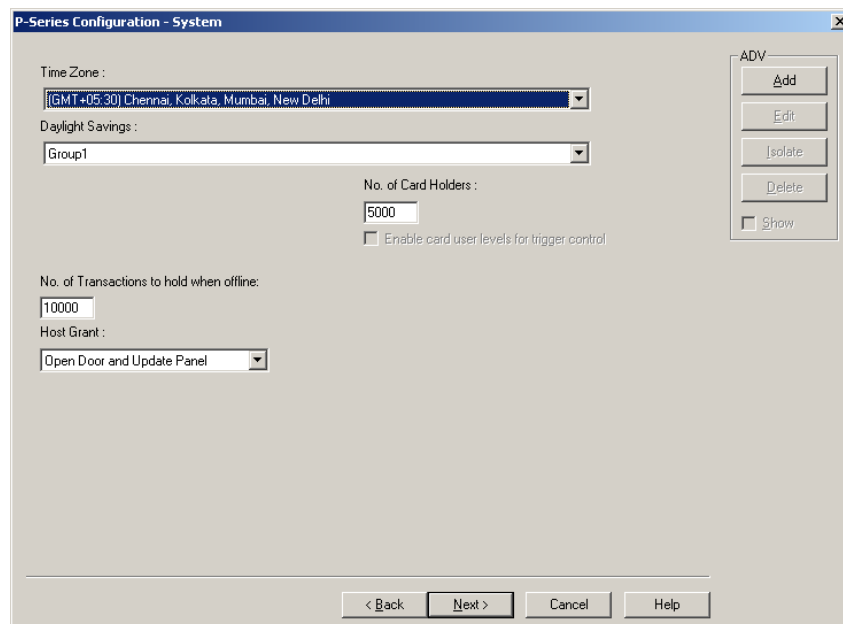 P-Series Configuration - System
Time Zone :
(GMT+05:30) Chennai, Kolkata, Mumbai, New Delhi
Daylight Savings :
Group1
No. of Card Holders :
5000
Enable card user levels for trigger control
No. of Transactions to hold when offline:
10000
Host Grant :
Open Door and Update Panel
ADV
Add
Edit
Isolate
Delete
Show
< Back
Next >
Cancel
Help